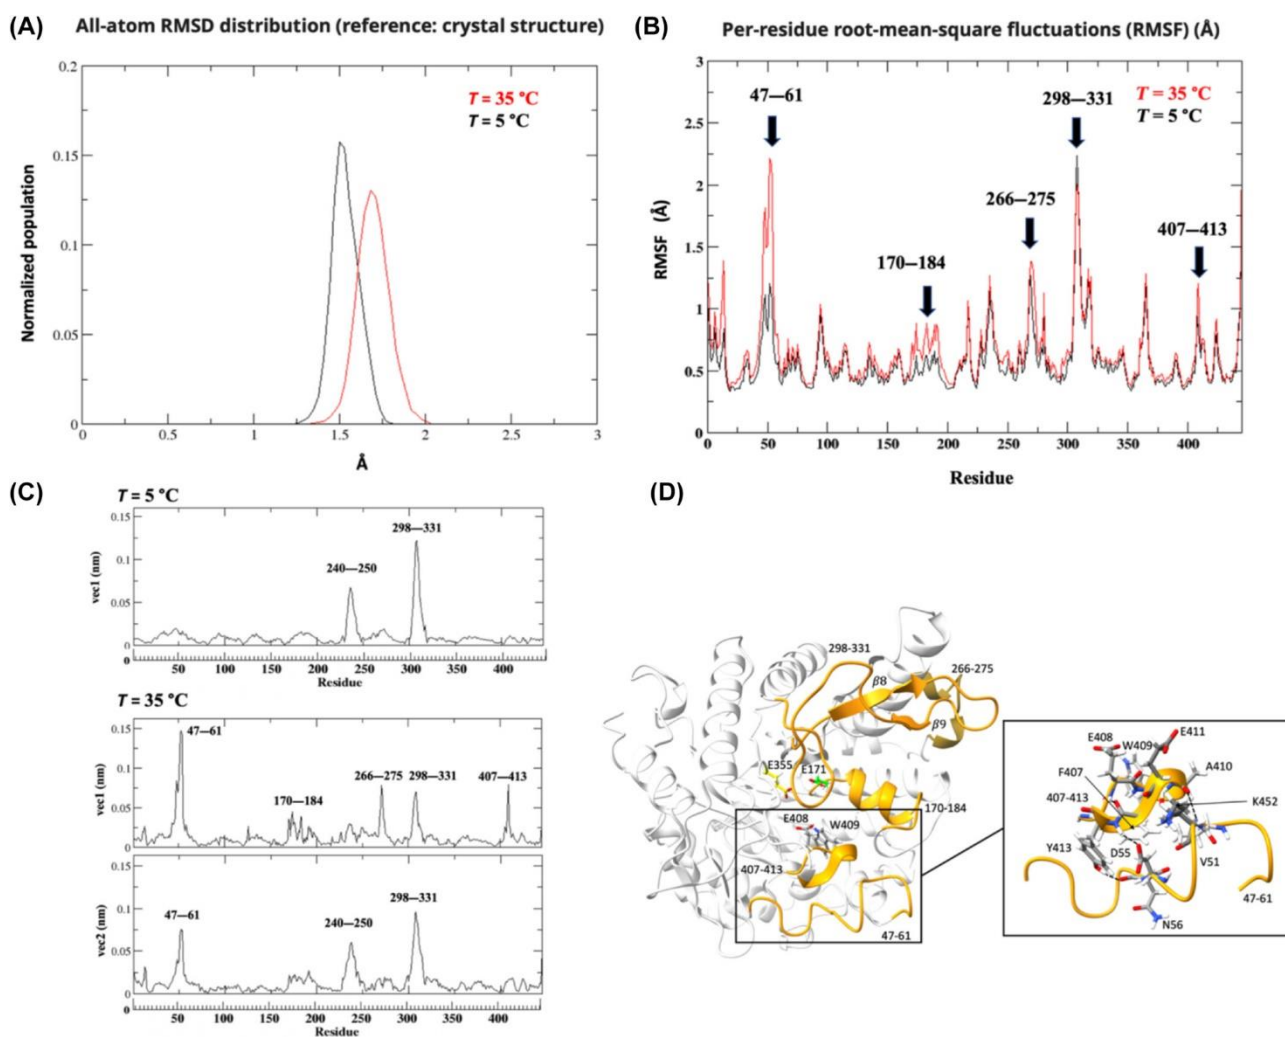 (A)
All-atom RMSD distribution (reference: crystal structure)
T = 35 °C
T = 5 °C
Normalized population
0.2
0.15
0.1
0.05
0
0 0.5 1 1.5 2 2.5 3
Å
(B)
Per-residue root-mean-square fluctuations (RMSF) (Å)
T = 35 °C
T = 5 °C
47—61
298—331
266—275
170—184
407—413
RMSF (Å)
3
2.5
2
1.5
1
0.5
0
0 50 100 150 200 250 300 350 400
Residue
(C)
T = 5 °C
vec1 (nm)
0.15
0.1
0.05
0
240—250
298—331
0 50 100 150 200 250 300 350 400
Residue
T = 35 °C
vec1 (nm)
0.15
0.1
0.05
0
47—61
170—184
266—275
298—331
407—413
vec2 (nm)
0.15
0.1
0.05
0
47—61
240—250
298—331
0 50 100 150 200 250 300 350 400
Residue
(D)
298-331
266-275
β8
β9
E355
E171
170-184
E408
W409
407-413
47-61
E408
W409
E411
F407
A410
407-413
K452
Y413
D55
V51
47-61
N56